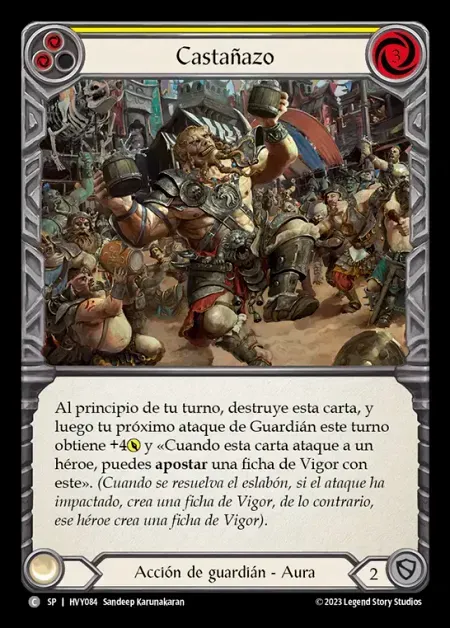 Castañazo
3
Al principio de tu turno, destruye esta carta, y
luego tu próximo ataque de Guardián este turno
obtiene +4 y «Cuando esta carta ataque a un
héroe, puedes apostar una ficha de Vigor con
este». (Cuando se resuelva el eslabón, si el ataque ha
impactado, crea una ficha de Vigor, de lo contrario,
ese héroe crea una ficha de Vigor).
Acción de guardián - Aura
2
C SP | HVY084 Sandeep Karunakaran
© 2023 Legend Story Studios